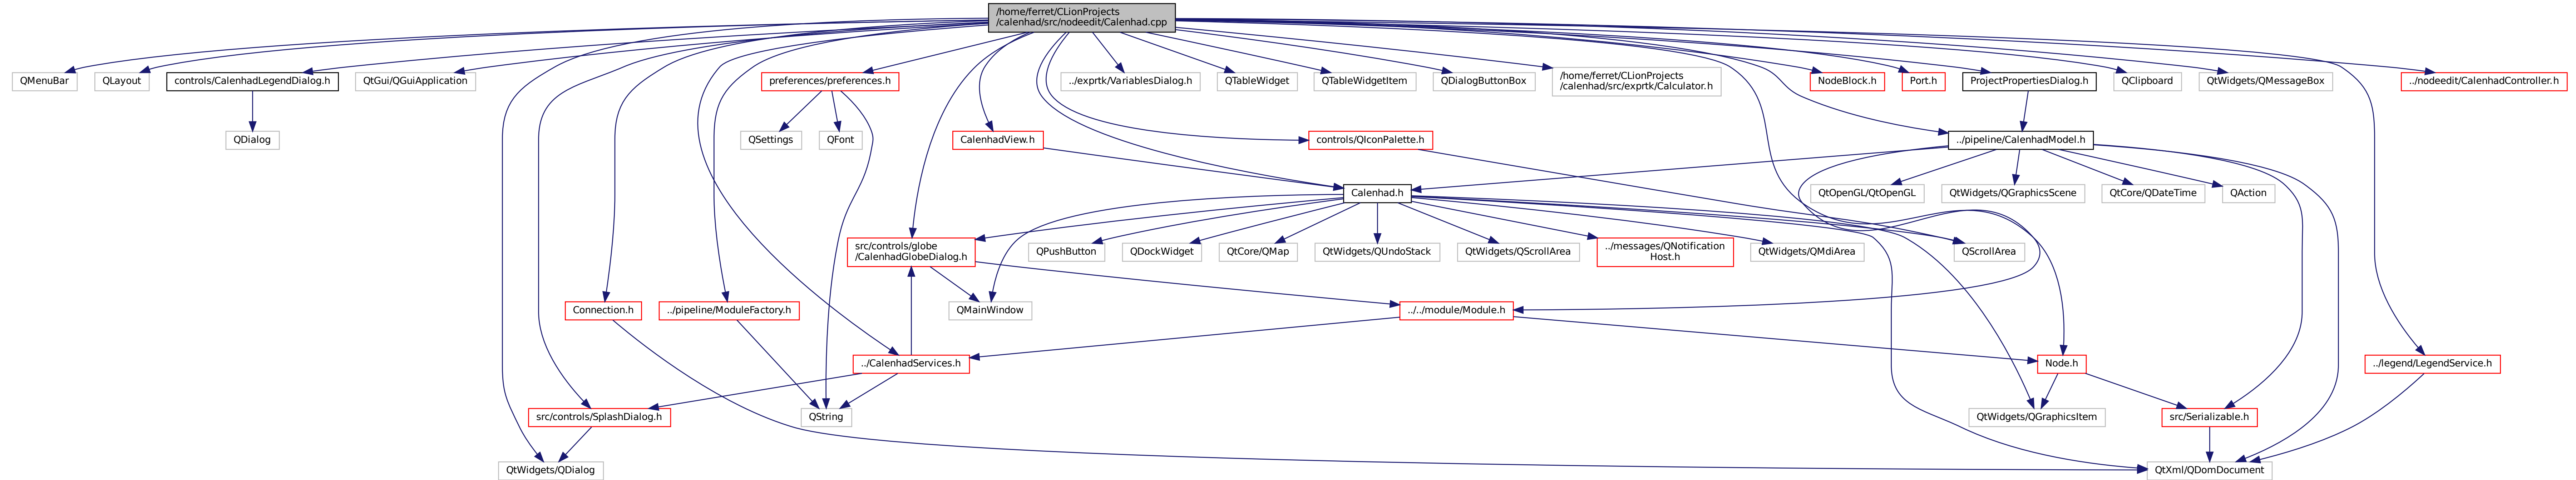 /home/ferret/CLionProjects
/calenhad/src/nodeedit/Calenhad.cpp
QMenuBar
QLayout
controls/CalenhadLegendDialog.h
QtGui/QGuiApplication
preferences/preferences.h
../exprtk/VariablesDialog.h
QTableWidget
QTableWidgetItem
QDialogButtonBox
/home/ferret/CLionProjects
/calenhad/src/exprtk/Calculator.h
NodeBlock.h
Port.h
ProjectPropertiesDialog.h
QClipboard
QtWidgets/QMessageBox
../nodeedit/CalenhadController.h
QDialog
QSettings
QFont
CalenhadView.h
controls/QIconPalette.h
../pipeline/CalenhadModel.h
Calenhad.h
QtOpenGL/QtOpenGL
QtWidgets/QGraphicsScene
QtCore/QDateTime
QAction
src/controls/globe
/CalenhadGlobeDialog.h
QPushButton
QDockWidget
QtCore/QMap
QtWidgets/QUndoStack
QtWidgets/QScrollArea
../messages/QNotification
Host.h
QtWidgets/QMdiArea
QScrollArea
Connection.h
../pipeline/ModuleFactory.h
QMainWindow
../../module/Module.h
../CalenhadServices.h
Node.h
../legend/LegendService.h
src/controls/SplashDialog.h
QString
QtWidgets/QGraphicsItem
src/Serializable.h
QtWidgets/QDialog
QtXml/QDomDocument